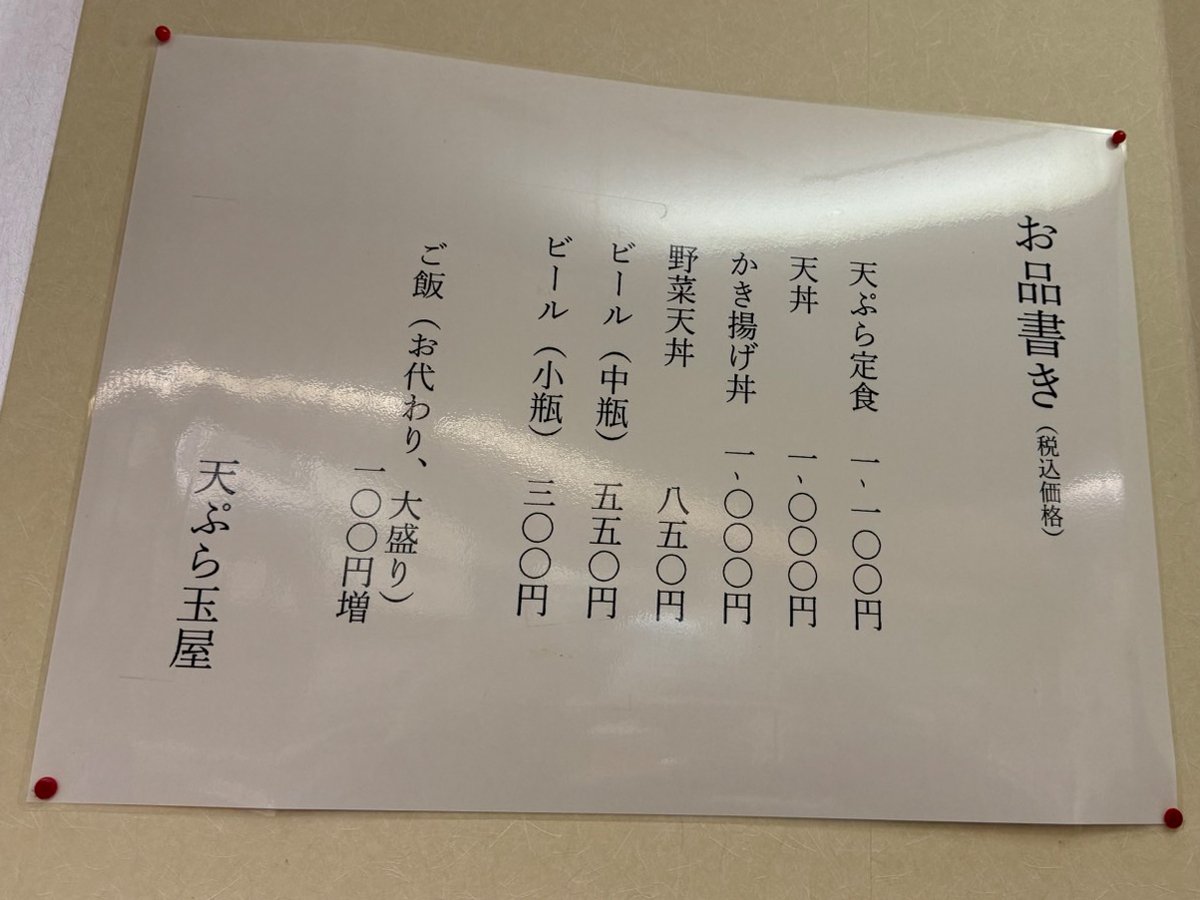 お品書き（税込価格）
天ぷら定食 一、一〇〇円
天丼 一、〇〇〇円
かき揚げ丼 一、〇〇〇円
野菜天丼 八五〇円
ビール（中瓶） 五五〇円
ビール（小瓶） 三〇〇円
ご飯（お代わり、大盛り）
一〇〇円増
天ぷら玉屋